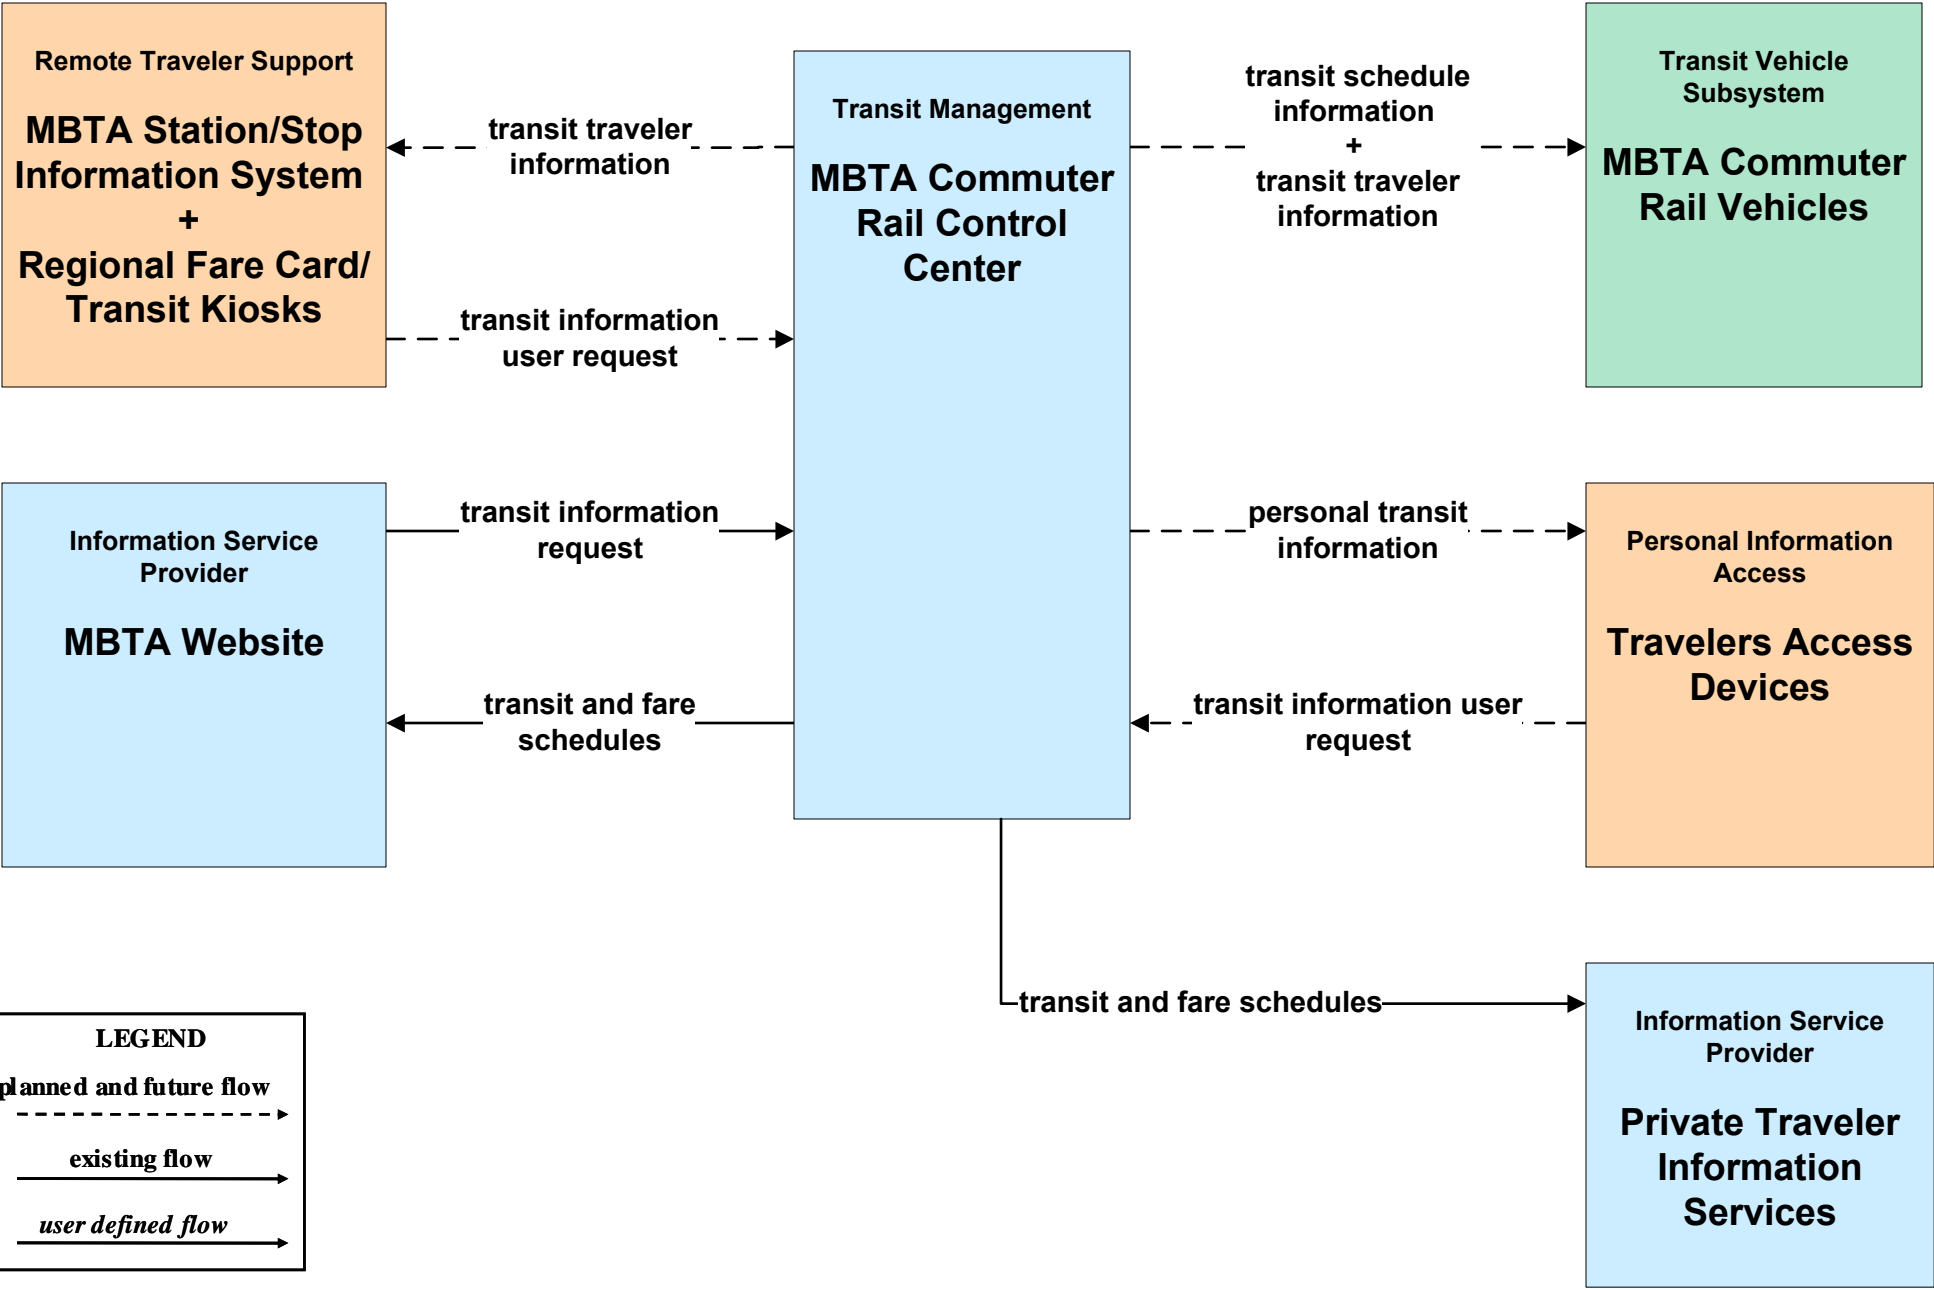 Remote Traveler Support
MBTA Station/Stop
Information System
+
Regional Fare Card/
Transit Kiosks
transit traveler
information
transit information
user request
Transit Management
MBTA Commuter
Rail Control
Center
transit schedule
information
+
transit traveler
information
Transit Vehicle
Subsystem
MBTA Commuter
Rail Vehicles
Information Service
Provider
MBTA Website
transit information
request
transit and fare
schedules
personal transit
information
transit information user
request
Personal Information
Access
Travelers Access
Devices
transit and fare schedules
Information Service
Provider
Private Traveler
Information
Services
LEGEND
planned and future flow
existing flow
user defined flow